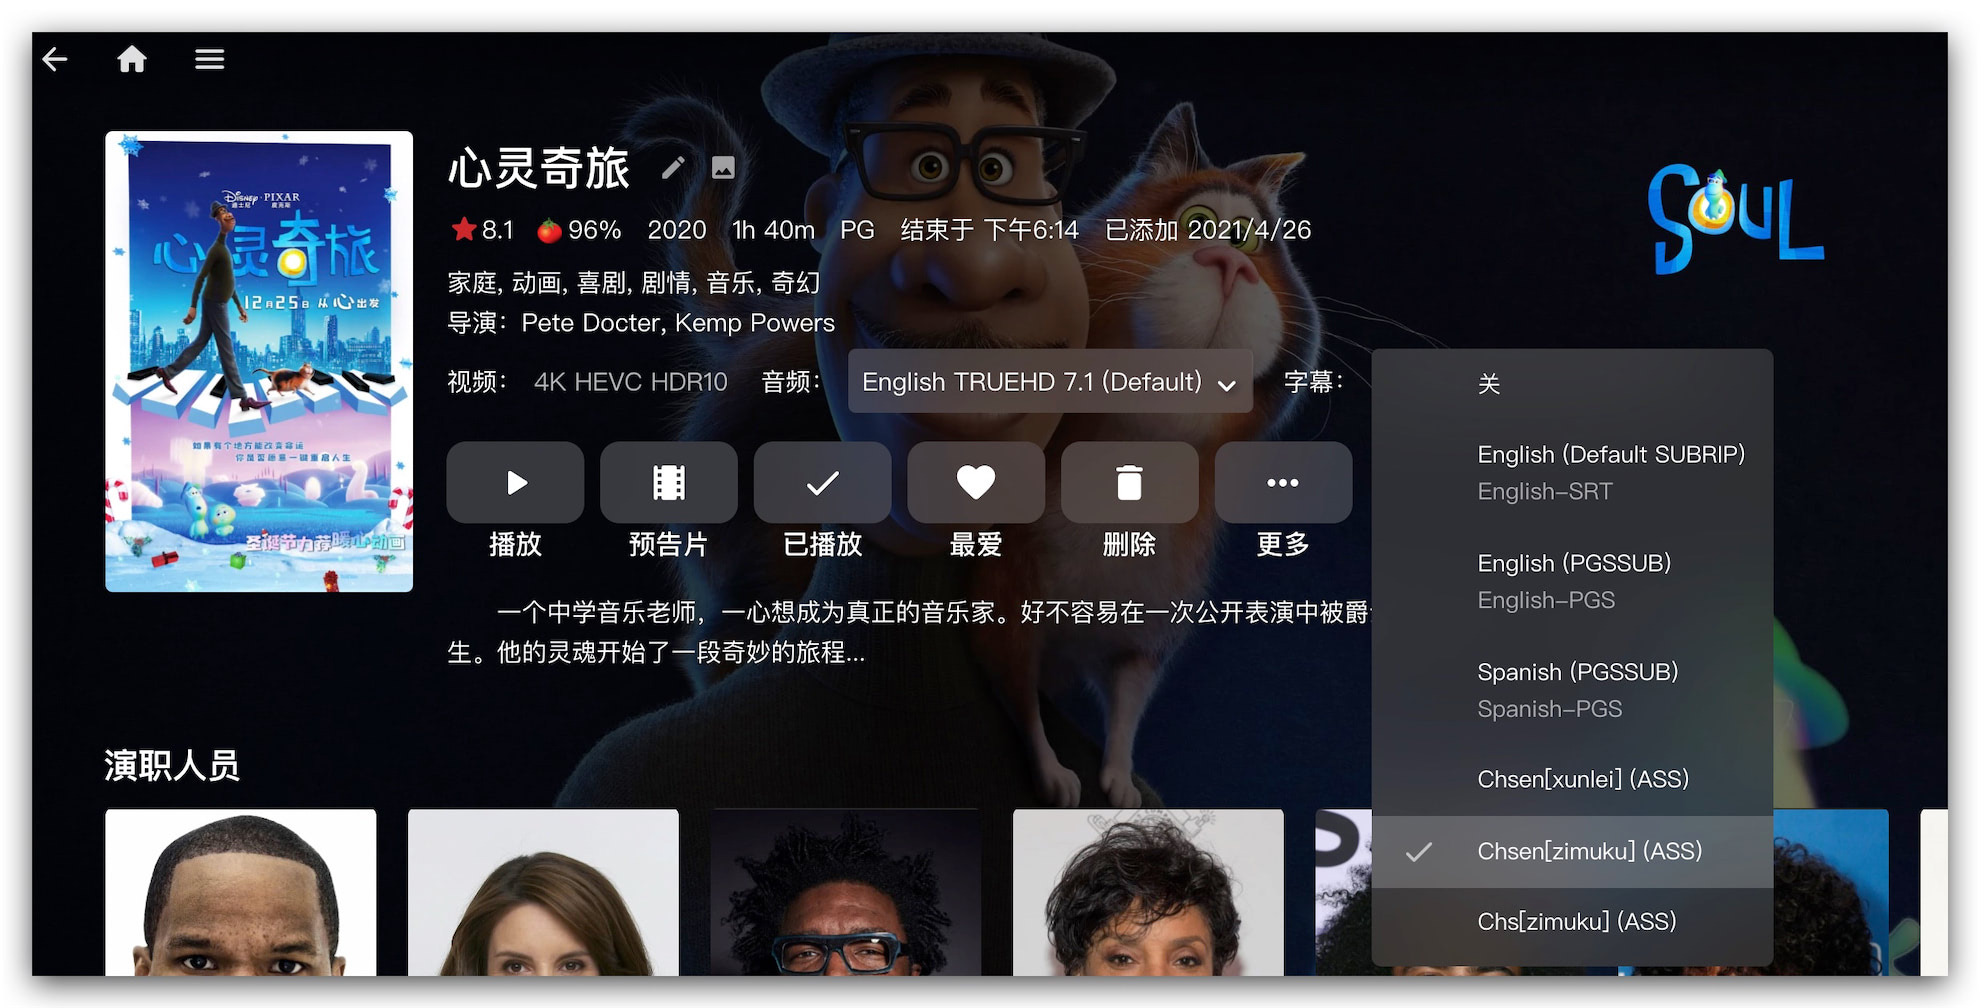 心灵奇旅
8.1 96% 2020 1h 40m PG 结束于 下午6:14 已添加 2021/4/26
家庭, 动画, 喜剧, 剧情, 音乐, 奇幻
导演： Pete Docter, Kemp Powers
视频： 4K HEVC HDR10 音频： English TRUEHD 7.1 (Default) 字幕：
播放 预告片 已播放 最爱 删除 更多
一个中学音乐老师，一心想成为真正的音乐家。好不容易在一次公开表演中被爵
生。他的灵魂开始了一段奇妙的旅程...
关
English (Default SUBRIP)
English-SRT
English (PGSSUB)
English-PGS
Spanish (PGSSUB)
Spanish-PGS
Chsen[xunlei] (ASS)
Chsen[zimuku] (ASS)
Chs[zimuku] (ASS)
SOUL
DISNEY · PIXAR
迪士尼 皮克斯
心灵奇旅
12月25日 从心出发
如果有个地方能改变命运
你是否愿意一键重启人生
圣诞节力荐暖心动画
演职人员